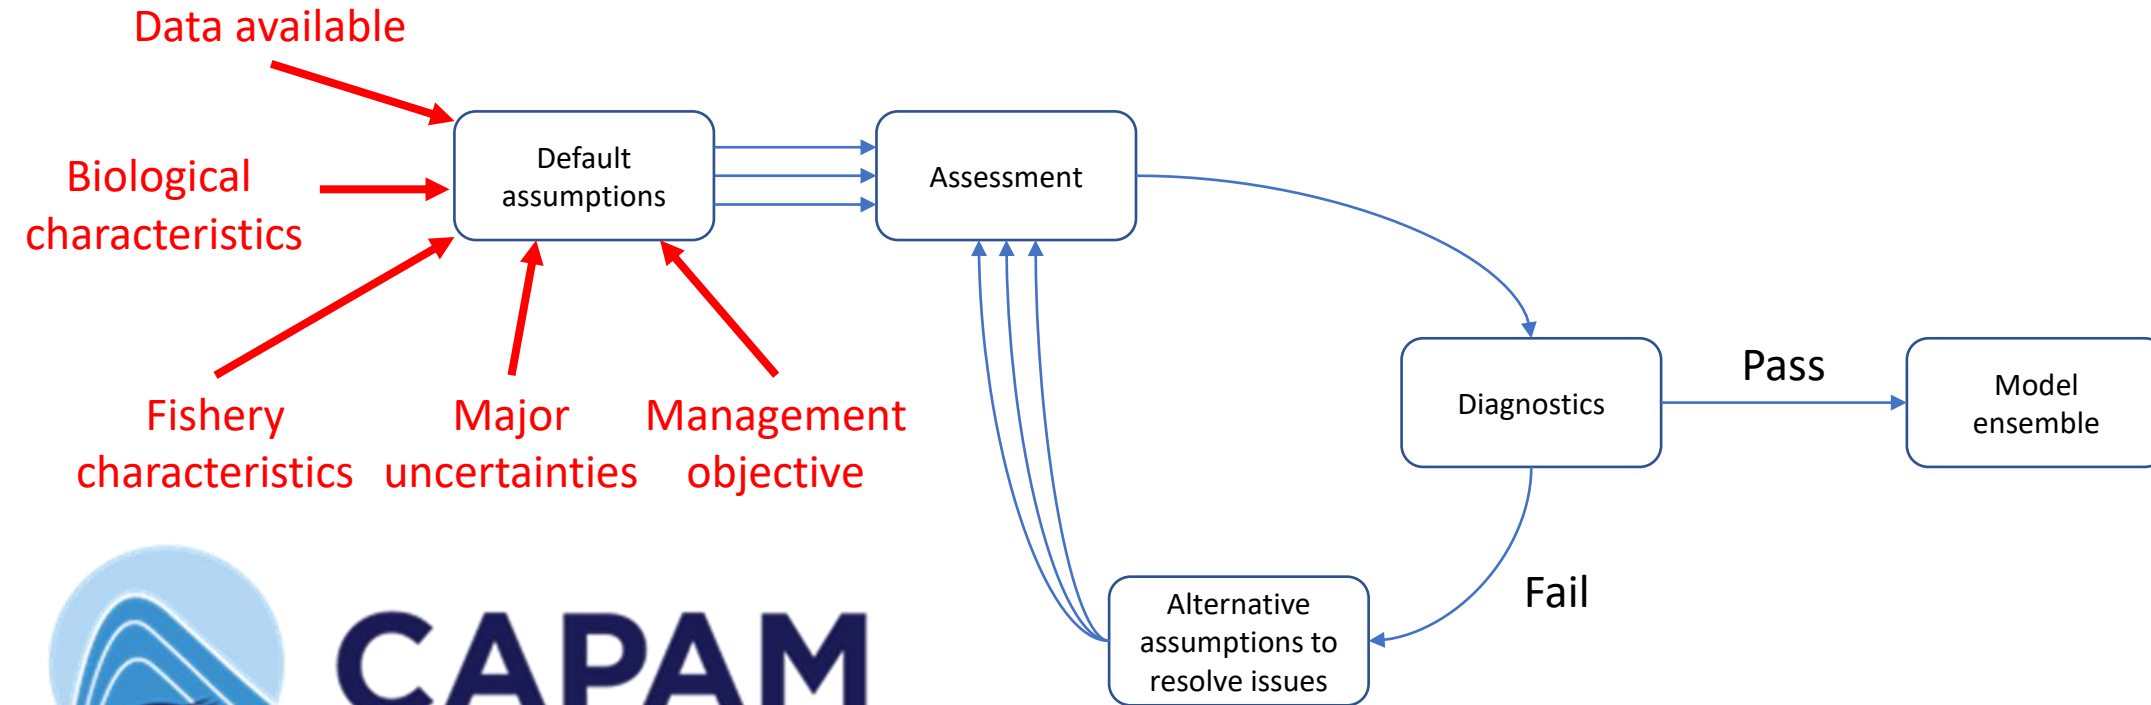 Data available
Biological
characteristics
Default
assumptions
Assessment
Fishery
characteristics
Major
uncertainties
Management
objective
Diagnostics
Pass
Model
ensemble
Fail
Alternative
assumptions to
resolve issues
CAPAM